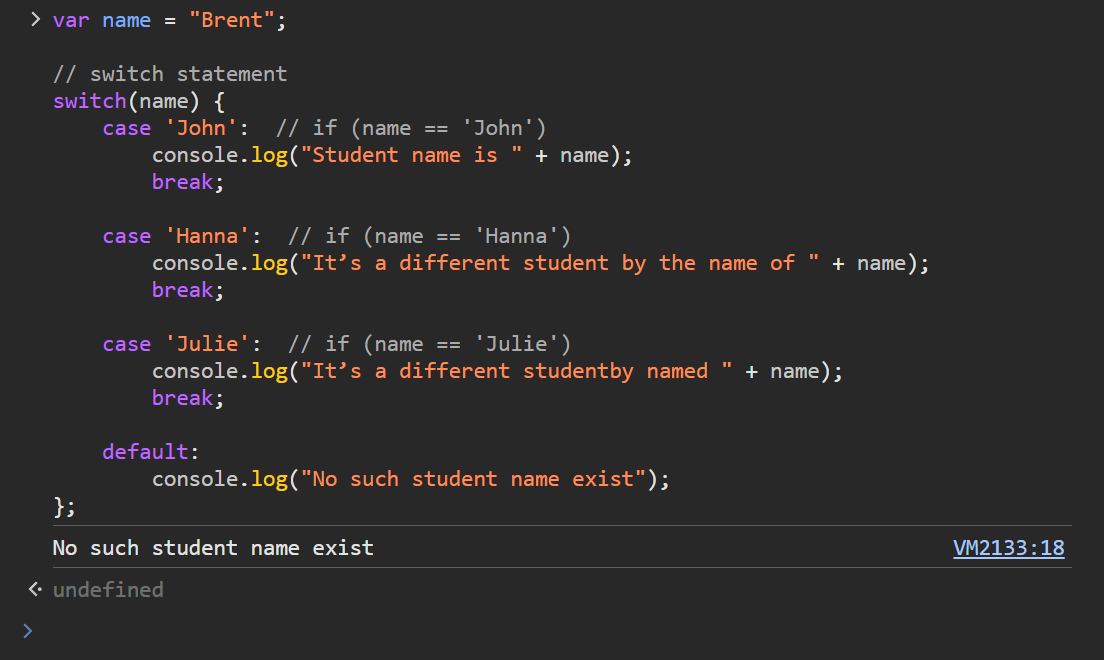 > var name = "Brent";
// switch statement
switch(name) {
    case 'John':  // if (name == 'John')
        console.log("Student name is " + name);
        break;
    case 'Hanna':  // if (name == 'Hanna')
        console.log("It’s a different student by the name of " + name);
        break;
    case 'Julie':  // if (name == 'Julie')
        console.log("It’s a different studentby named " + name);
        break;
    default:
        console.log("No such student name exist");
};
No such student name exist VM2133:18
undefined
>